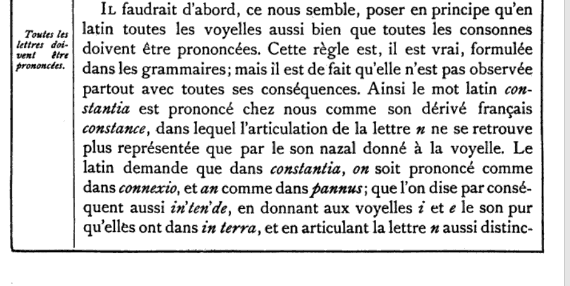 Toutes les
lettres doi-
vent être
prononcées.
IL faudrait d'abord, ce nous semble, poser en principe qu'en
latin toutes les voyelles aussi bien que toutes les consonnes
doivent être prononcées. Cette règle est, il est vrai, formulée
dans les grammaires; mais il est de fait qu'elle n'est pas observée
partout avec toutes ses conséquences. Ainsi le mot latin con-
stantia est prononcé chez nous comme son dérivé français
constance, dans lequel l'articulation de la lettre n ne se retrouve
plus représentée que par le son nazal donné à la voyelle. Le
latin demande que dans constantia, on soit prononcé comme
dans connexio, et an comme dans pannus; que l'on dise par consé-
quent aussi in'ten'de, en donnant aux voyelles i et e le son pur
qu'elles ont dans in terra, et en articulant la lettre n aussi distinc-